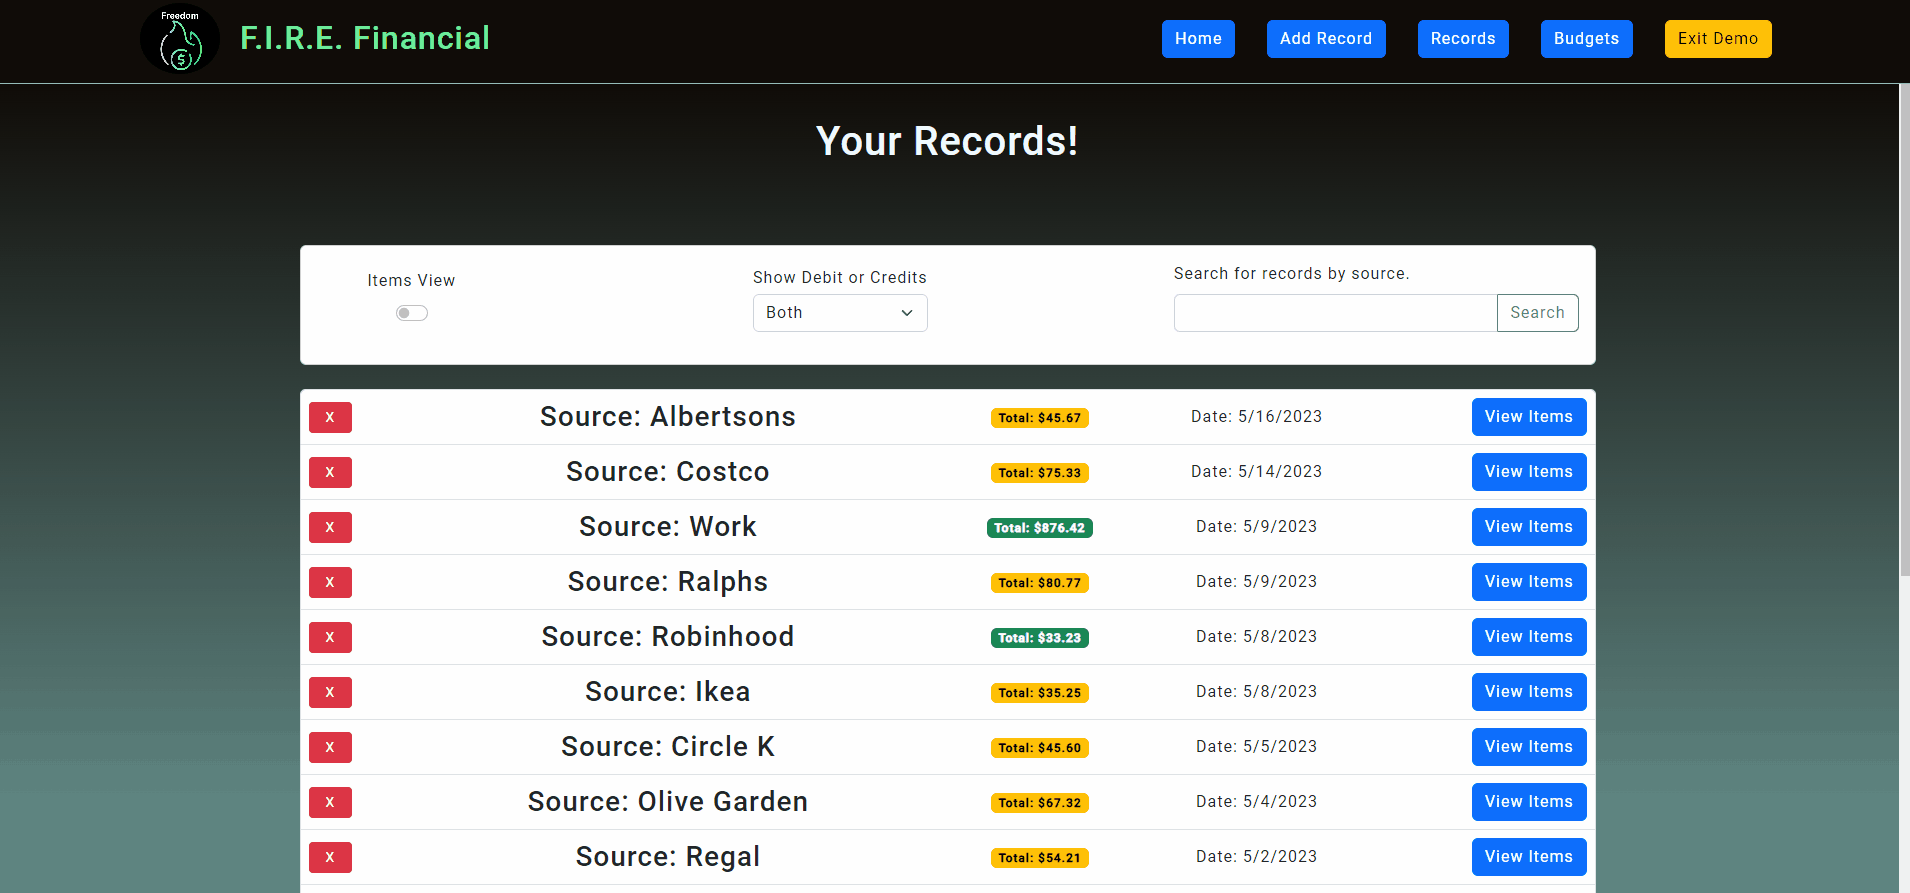 Freedom
$
F.I.R.E. Financial
Home
Add Record
Records
Budgets
Exit Demo
Your Records!
Items View
Show Debit or Credits
Both
Search for records by source.
Search
X Source: Albertsons Total: $45.67 Date: 5/16/2023 View Items
X Source: Costco Total: $75.33 Date: 5/14/2023 View Items
X Source: Work Total: $876.42 Date: 5/9/2023 View Items
X Source: Ralphs Total: $80.77 Date: 5/9/2023 View Items
X Source: Robinhood Total: $33.23 Date: 5/8/2023 View Items
X Source: Ikea Total: $35.25 Date: 5/8/2023 View Items
X Source: Circle K Total: $45.60 Date: 5/5/2023 View Items
X Source: Olive Garden Total: $67.32 Date: 5/4/2023 View Items
X Source: Regal Total: $54.21 Date: 5/2/2023 View Items